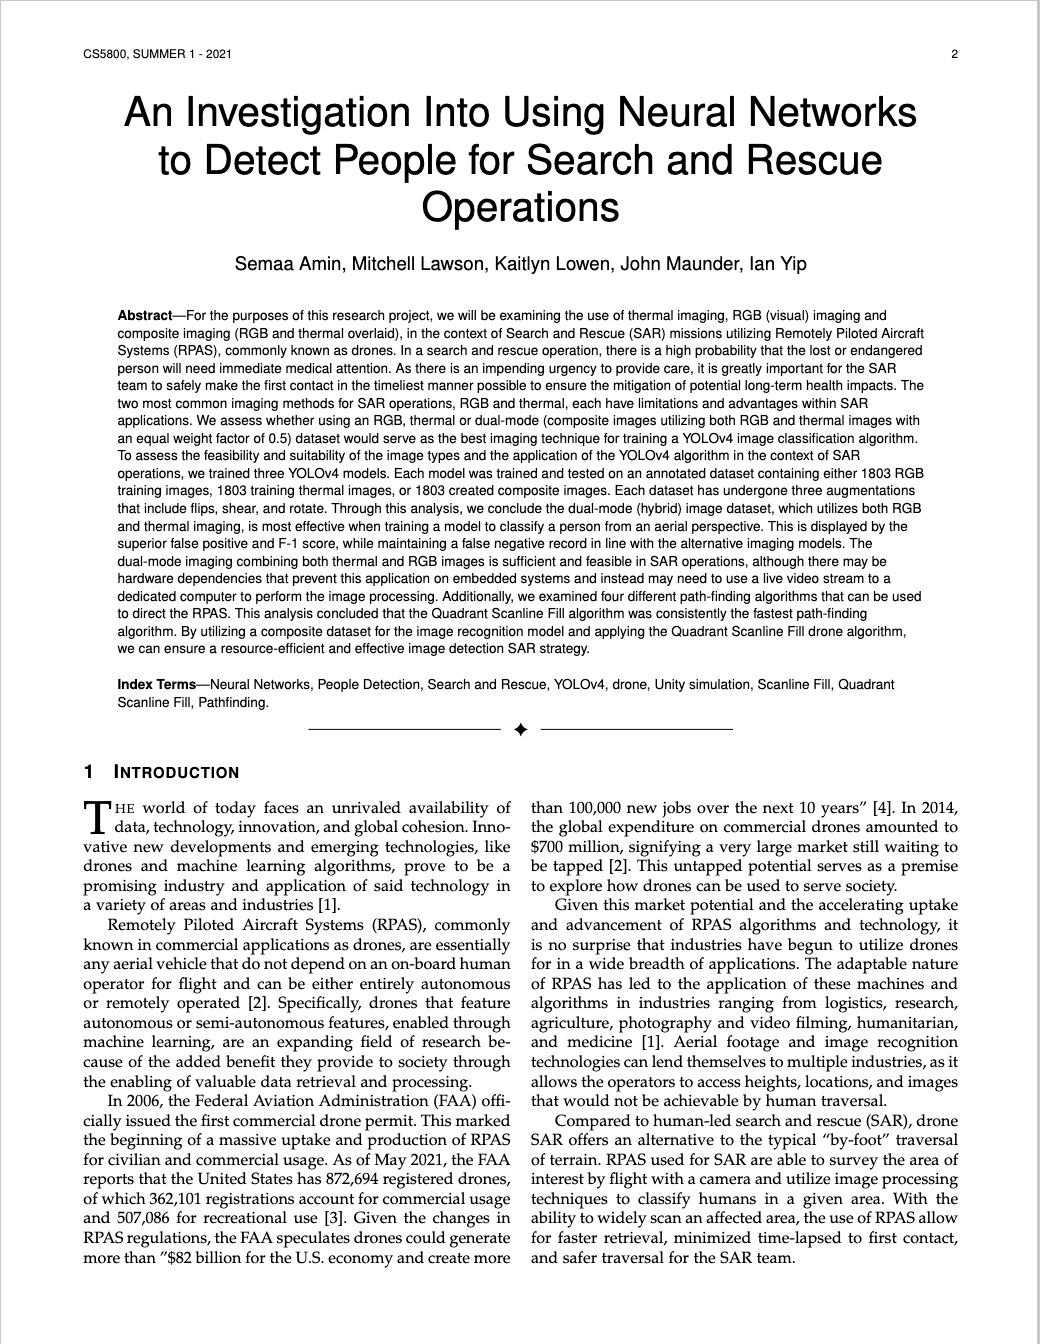 CS5800, SUMMER 1 - 2021
2
An Investigation Into Using Neural Networks
to Detect People for Search and Rescue
Operations
Semaa Amin, Mitchell Lawson, Kaitlyn Lowen, John Maunder, Ian Yip
Abstract—For the purposes of this research project, we will be examining the use of thermal imaging, RGB (visual) imaging and
composite imaging (RGB and thermal overlaid), in the context of Search and Rescue (SAR) missions utilizing Remotely Piloted Aircraft
Systems (RPAS), commonly known as drones. In a search and rescue operation, there is a high probability that the lost or endangered
person will need immediate medical attention. As there is an impending urgency to provide care, it is greatly important for the SAR
team to safely make the first contact in the timeliest manner possible to ensure the mitigation of potential long-term health impacts. The
two most common imaging methods for SAR operations, RGB and thermal, each have limitations and advantages within SAR
applications. We assess whether using an RGB, thermal or dual-mode (composite images utilizing both RGB and thermal images with
an equal weight factor of 0.5) dataset would serve as the best imaging technique for training a YOLOv4 image classification algorithm.
To assess the feasibility and suitability of the image types and the application of the YOLOv4 algorithm in the context of SAR
operations, we trained three YOLOv4 models. Each model was trained and tested on an annotated dataset containing either 1803 RGB
training images, 1803 training thermal images, or 1803 created composite images. Each dataset has undergone three augmentations
that include flips, shear, and rotate. Through this analysis, we conclude the dual-mode (hybrid) image dataset, which utilizes both RGB
and thermal imaging, is most effective when training a model to classify a person from an aerial perspective. This is displayed by the
superior false positive and F-1 score, while maintaining a false negative record in line with the alternative imaging models. The
dual-mode imaging combining both thermal and RGB images is sufficient and feasible in SAR operations, although there may be
hardware dependencies that prevent this application on embedded systems and instead may need to use a live video stream to a
dedicated computer to perform the image processing. Additionally, we examined four different path-finding algorithms that can be used
to direct the RPAS. This analysis concluded that the Quadrant Scanline Fill algorithm was consistently the fastest path-finding
algorithm. By utilizing a composite dataset for the image recognition model and applying the Quadrant Scanline Fill drone algorithm,
we can ensure a resource-efficient and effective image detection SAR strategy.
Index Terms—Neural Networks, People Detection, Search and Rescue, YOLOv4, drone, Unity simulation, Scanline Fill, Quadrant
Scanline Fill, Pathfinding.
1 INTRODUCTION
THE world of today faces an unrivaled availability of
data, technology, innovation, and global cohesion. Inno-
vative new developments and emerging technologies, like
drones and machine learning algorithms, prove to be a
promising industry and application of said technology in
a variety of areas and industries [1].
Remotely Piloted Aircraft Systems (RPAS), commonly
known in commercial applications as drones, are essentially
any aerial vehicle that do not depend on an on-board human
operator for flight and can be either entirely autonomous
or remotely operated [2]. Specifically, drones that feature
autonomous or semi-autonomous features, enabled through
machine learning, are an expanding field of research be-
cause of the added benefit they provide to society through
the enabling of valuable data retrieval and processing.
In 2006, the Federal Aviation Administration (FAA) offi-
cially issued the first commercial drone permit. This marked
the beginning of a massive uptake and production of RPAS
for civilian and commercial usage. As of May 2021, the FAA
reports that the United States has 872,694 registered drones,
of which 362,101 registrations account for commercial usage
and 507,086 for recreational use [3]. Given the changes in
RPAS regulations, the FAA speculates drones could generate
more than ”$82 billion for the U.S. economy and create more
than 100,000 new jobs over the next 10 years” [4]. In 2014,
the global expenditure on commercial drones amounted to
$700 million, signifying a very large market still waiting to
be tapped [2]. This untapped potential serves as a premise
to explore how drones can be used to serve society.
Given this market potential and the accelerating uptake
and advancement of RPAS algorithms and technology, it
is no surprise that industries have begun to utilize drones
for in a wide breadth of applications. The adaptable nature
of RPAS has led to the application of these machines and
algorithms in industries ranging from logistics, research,
agriculture, photography and video filming, humanitarian,
and medicine [1]. Aerial footage and image recognition
technologies can lend themselves to multiple industries, as it
allows the operators to access heights, locations, and images
that would not be achievable by human traversal.
Compared to human-led search and rescue (SAR), drone
SAR offers an alternative to the typical “by-foot” traversal
of terrain. RPAS used for SAR are able to survey the area of
interest by flight with a camera and utilize image processing
techniques to classify humans in a given area. With the
ability to widely scan an affected area, the use of RPAS allow
for faster retrieval, minimized time-lapsed to first contact,
and safer traversal for the SAR team.